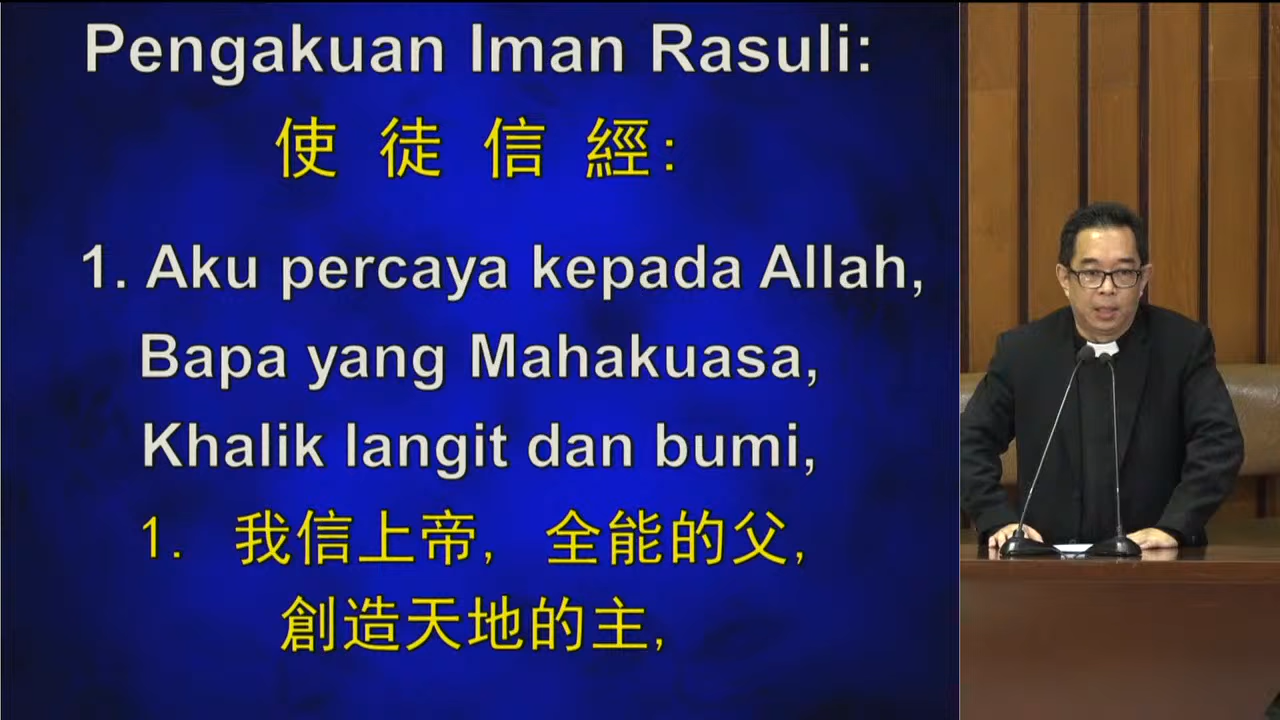 Pengakuan Iman Rasuli:
使 徒 信 經:
1. Aku percaya kepada Allah,
Bapa yang Mahakuasa,
Khalik langit dan bumi,
1. 我信上帝, 全能的父,
創造天地的主,